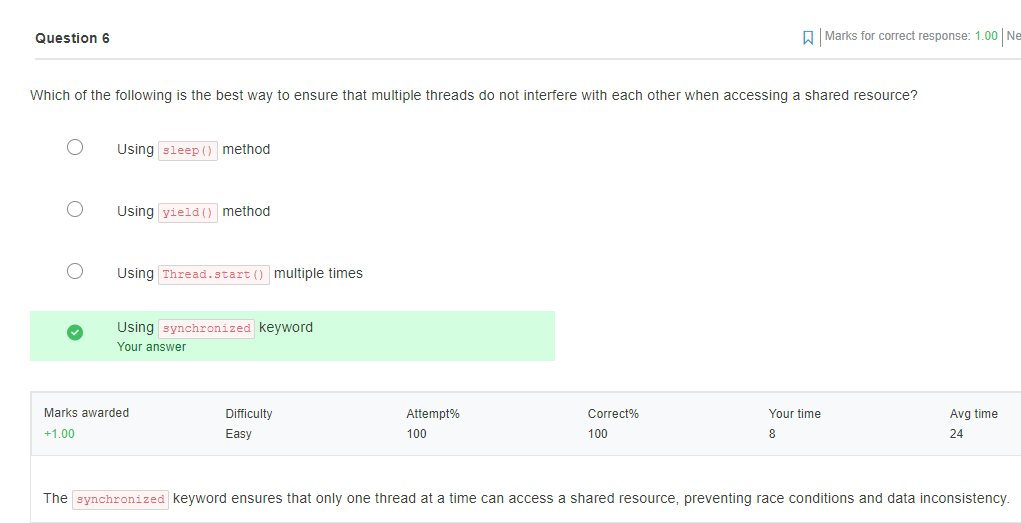 Question 6
Marks for correct response: 1.00 Ne
Which of the following is the best way to ensure that multiple threads do not interfere with each other when accessing a shared resource?
Using sleep() method
Using yield() method
Using Thread.start() multiple times
Using synchronized keyword
Your answer
Marks awarded Difficulty Attempt% Correct% Your time Avg time
+1.00 Easy 100 100 8 24
The synchronized keyword ensures that only one thread at a time can access a shared resource, preventing race conditions and data inconsistency.